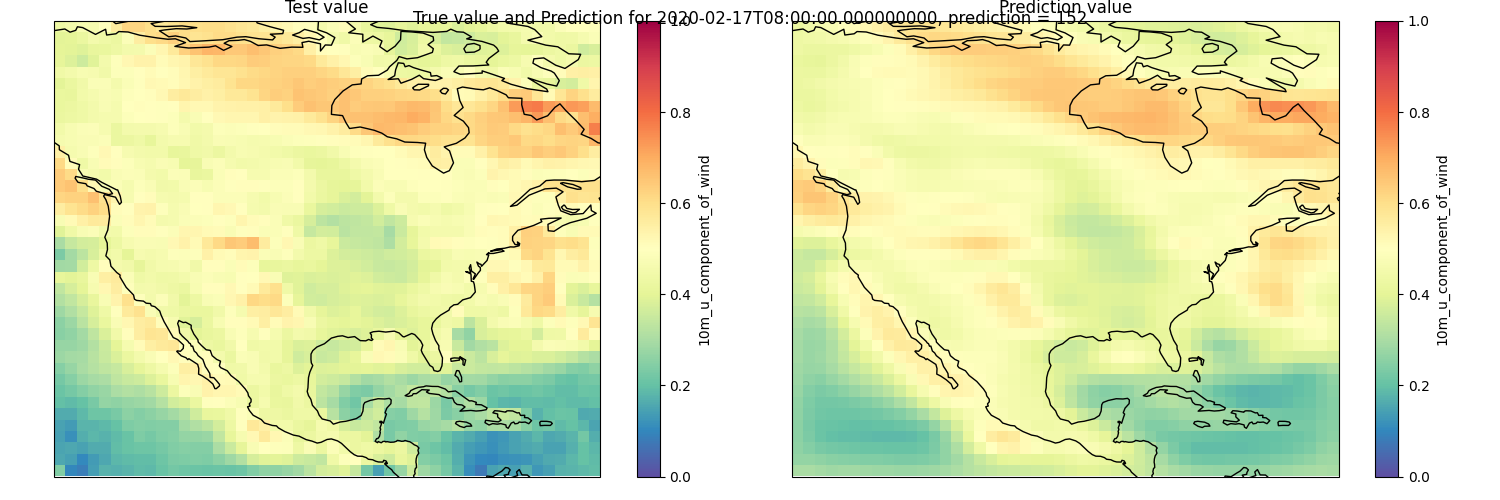 True value and Prediction for 2020-02-17T08:00:00.000000000, prediction = 152
Test value
Prediction value
1.0
0.8
0.6
0.4
0.2
0.0
10m_u_component_of_wind
1.0
0.8
0.6
0.4
0.2
0.0
10m_u_component_of_wind